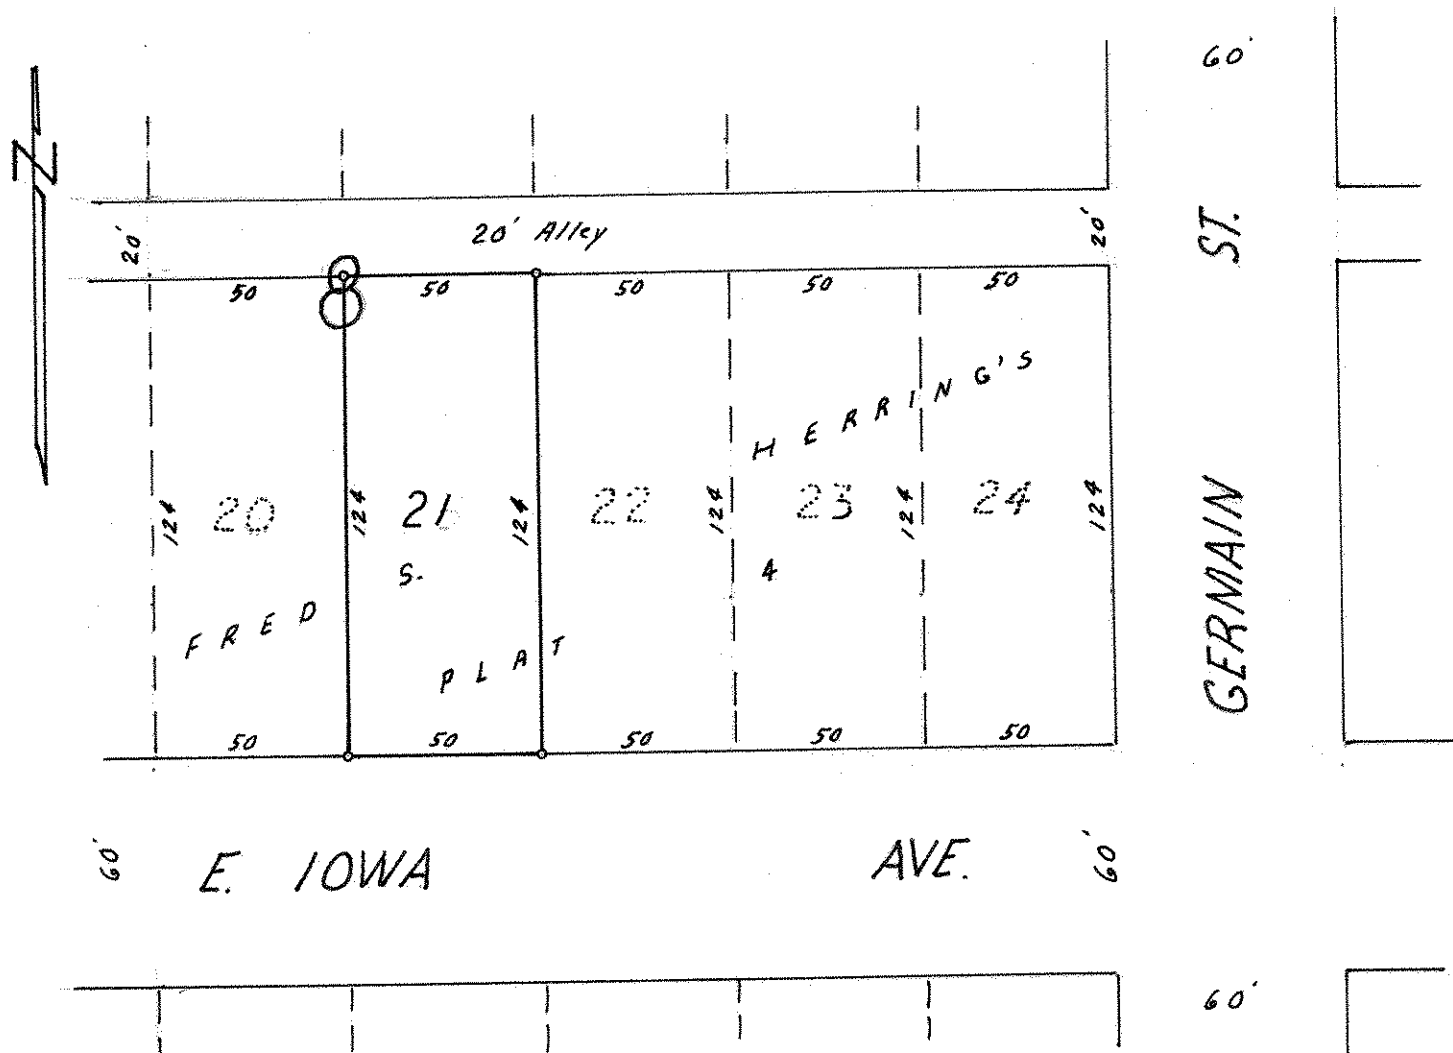 60'
N
20' Alley
20'
20'
ST.
50 50 50 50 50
HERRING'S
20 21 22 23 24
124 124 124 124 124 124
S.
4
FRED
PLAT
GERMAIN
50 50 50 50 50
60'
E. IOWA AVE.
60'
60'